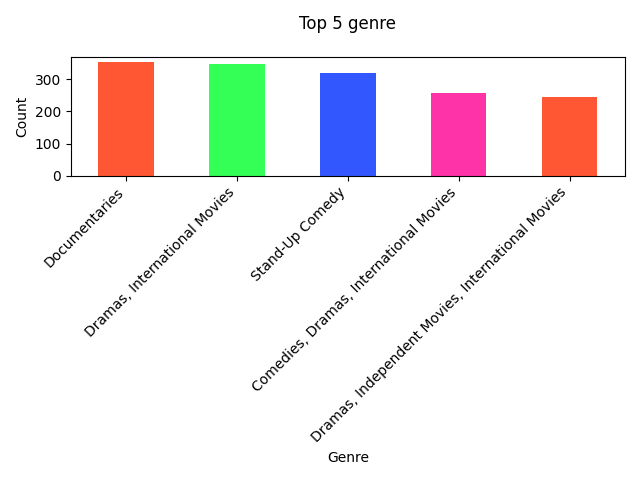 Top 5 genre
Count
300
200
100
0
Documentaries
Dramas, International Movies
Stand-Up Comedy
Comedies, Dramas, International Movies
Dramas, Independent Movies, International Movies
Genre